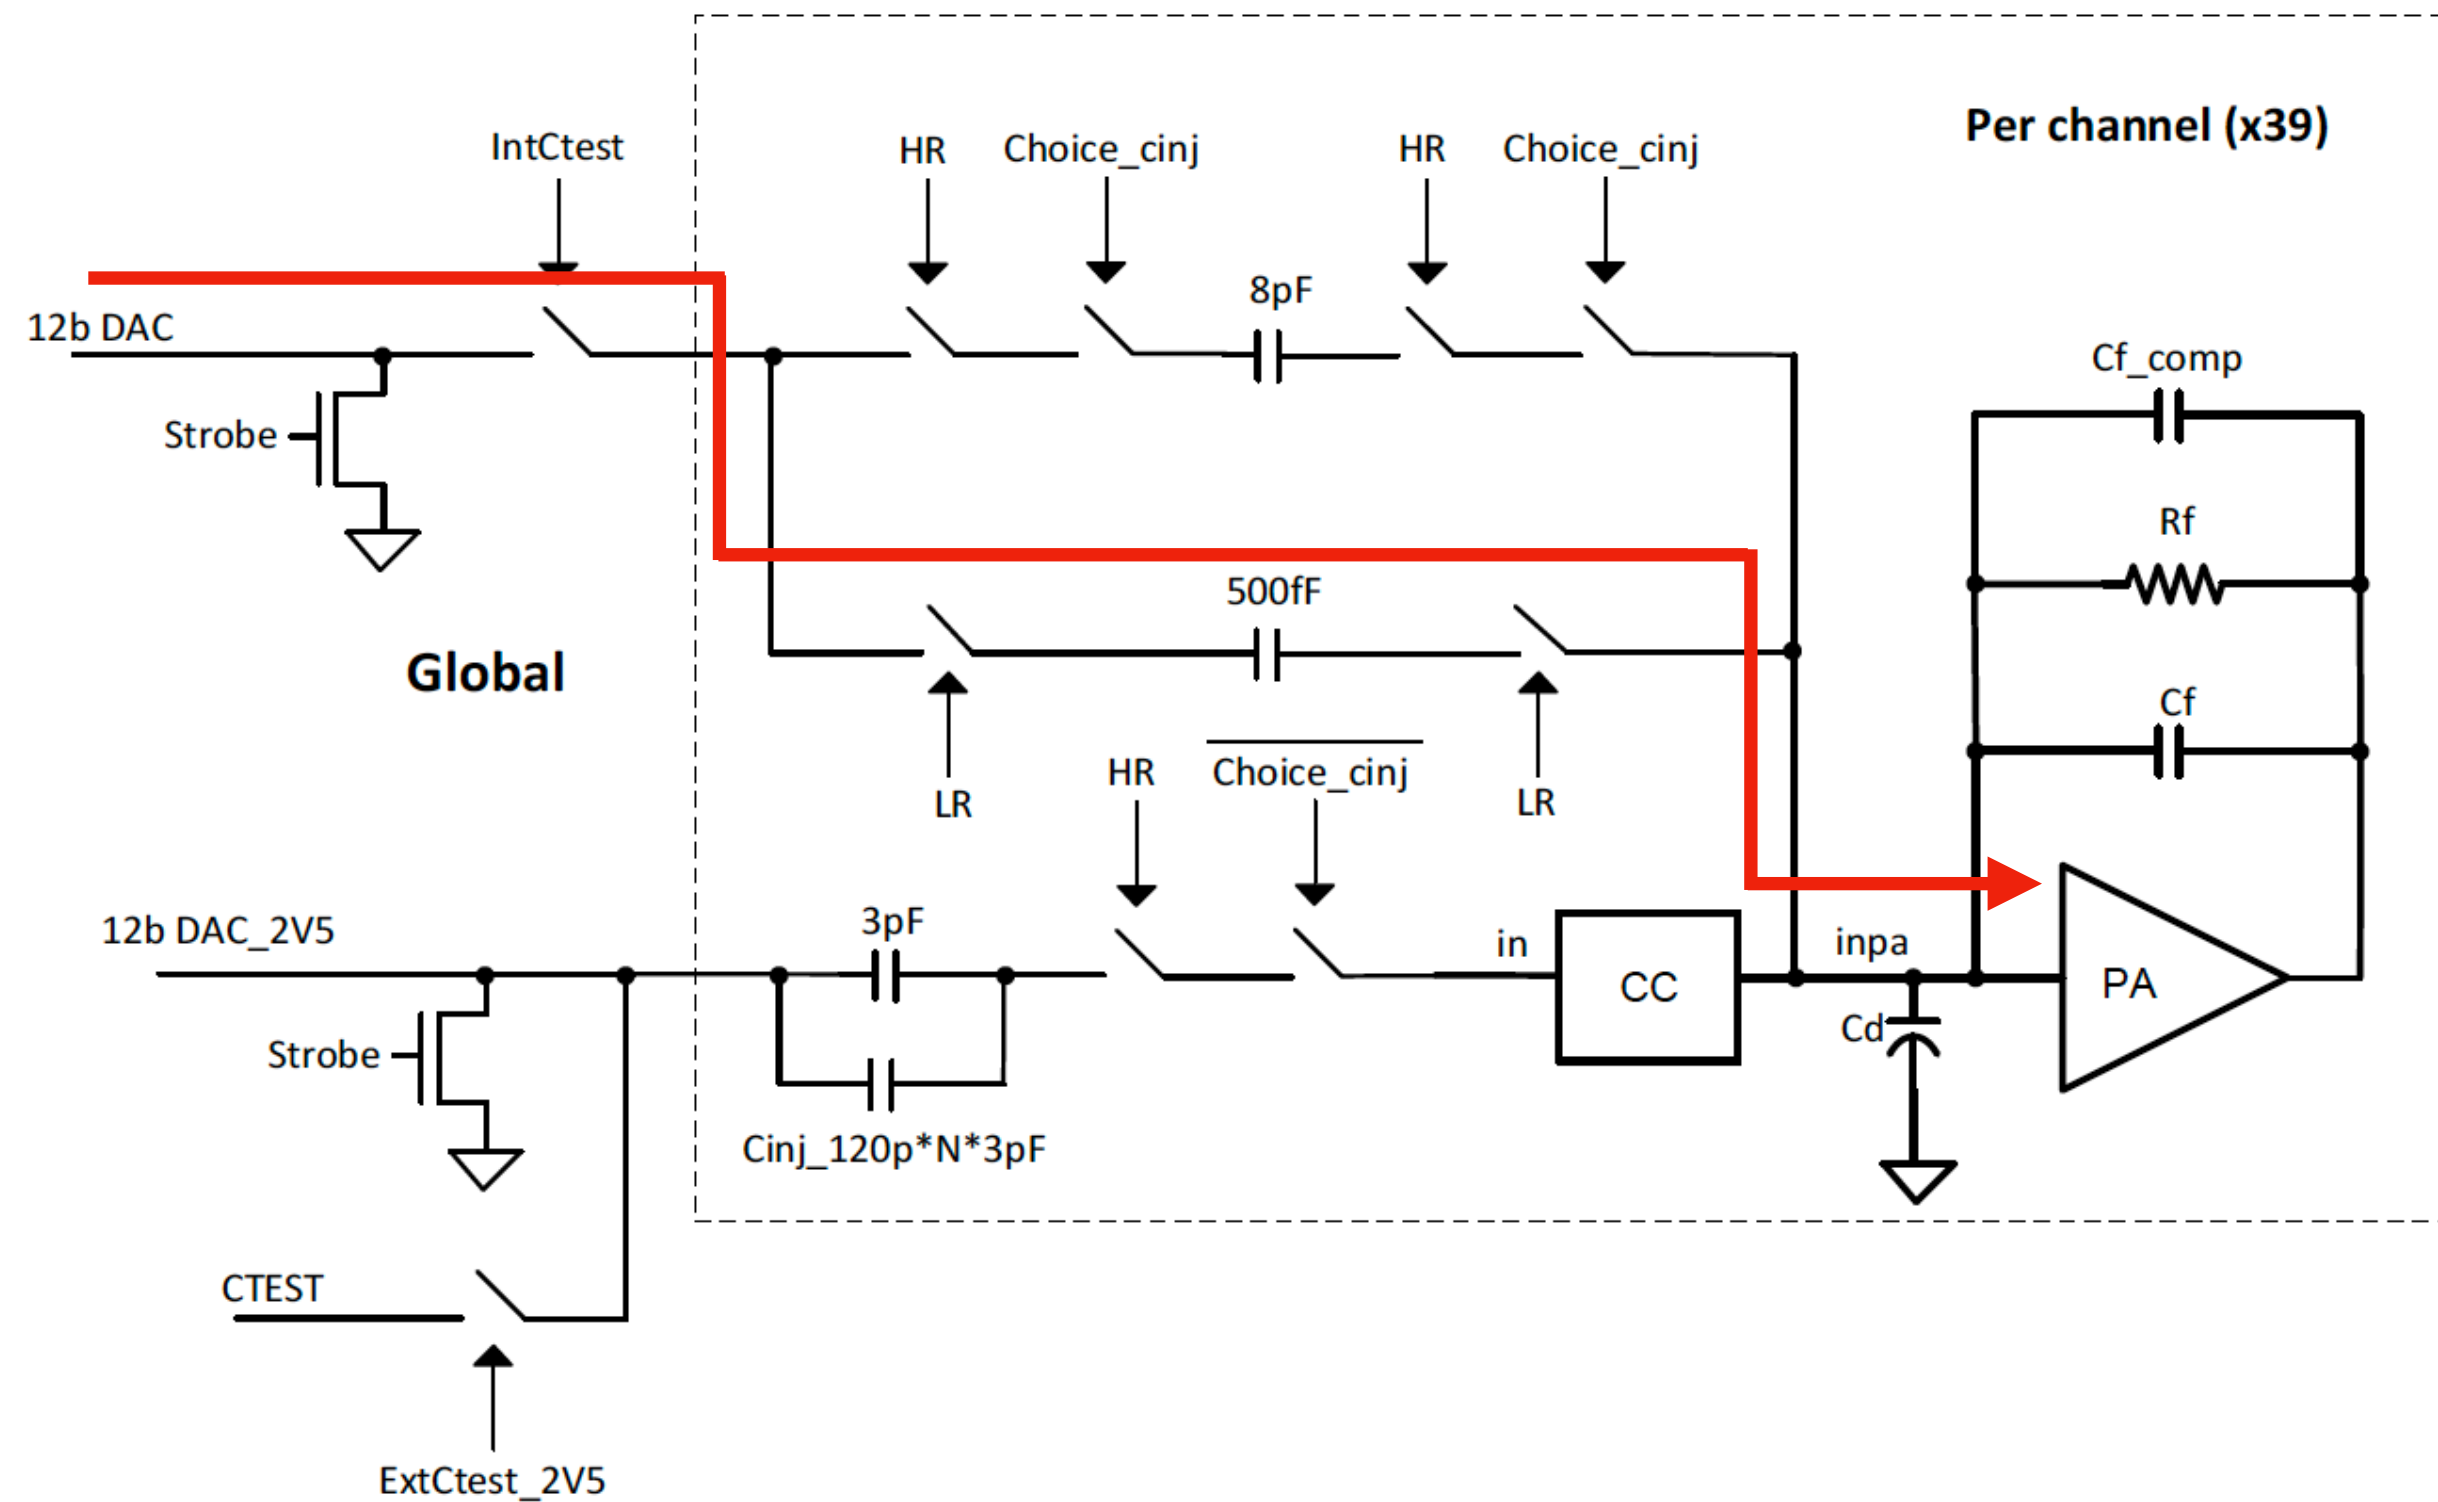 Per channel (x39)
IntCtest
HR
Choice_cinj
HR
Choice_cinj
8pF
12b DAC
Cf_comp
Strobe
Rf
500fF
Global
Cf
HR
Choice_cinj
LR
LR
3pF
12b DAC_2V5
in
inpa
CC
PA
Cd
Strobe
Cinj_120p*N*3pF
CTEST
ExtCtest_2V5